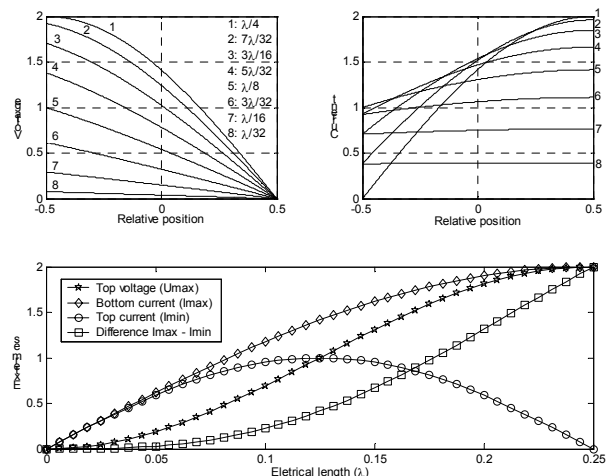 2
1.5
1
0.5
0
-0.5
0
0.5
Relative position
Voltage
1
2
3
4
5
6
7
8
1: λ/4
2: 7λ/32
3: 3λ/16
4: 5λ/32
5: λ/8
6: 3λ/32
7: λ/16
8: λ/32
2
1.5
1
0.5
0
-0.5
0
0.5
Relative position
Current
1
2
3
4
5
6
7
8
2
1.5
1
0.5
0
0
0.05
0.1
0.15
0.2
0.25
Eletrical length (λ)
Top voltage (Umax)
Bottom current (Imax)
Top current (Imin)
Difference Imax - Imin